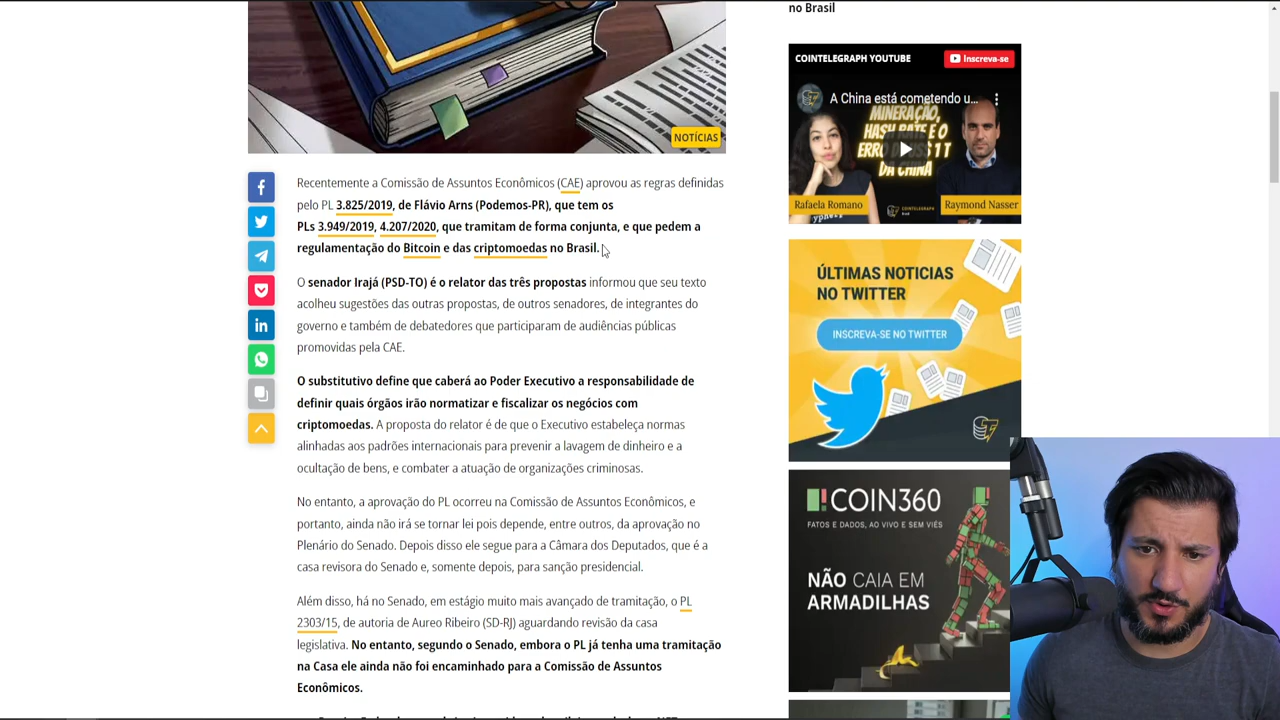 no Brasil
COINTELEGRAPH YOUTUBE
Inscreva-se
A China está cometendo u...
MINERAÇÃO,
HASH RATE E O
DA CHINA
Rafaela Romano
Raymond Nasser
NOTÍCIAS
Recentemente a Comissão de Assuntos Econômicos (CAE) aprovou as regras definidas
pelo PL 3.825/2019, de Flávio Arns (Podemos-PR), que tem os
PLs 3.949/2019, 4.207/2020, que tramitam de forma conjunta, e que pedem a
regulamentação do Bitcoin e das criptomoedas no Brasil.
O senador Irajá (PSD-TO) é o relator das três propostas informou que seu texto
acolheu sugestões das outras propostas, de outros senadores, de integrantes do
governo e também de debatedores que participaram de audiências públicas
promovidas pela CAE.
O substitutivo define que caberá ao Poder Executivo a responsabilidade de
definir quais órgãos irão normatizar e fiscalizar os negócios com
criptomoedas. A proposta do relator é de que o Executivo estabeleça normas
alinhadas aos padrões internacionais para prevenir a lavagem de dinheiro e a
ocultação de bens, e combater a atuação de organizações criminosas.
No entanto, a aprovação do PL ocorreu na Comissão de Assuntos Econômicos, e
portanto, ainda não irá se tornar lei pois depende, entre outros, da aprovação no
Plenário do Senado. Depois disso ele segue para a Câmara dos Deputados, que é a
casa revisora do Senado e, somente depois, para sanção presidencial.
Além disso, há no Senado, em estágio muito mais avançado de tramitação, o PL
2303/15, de autoria de Aureo Ribeiro (SD-RJ) aguardando revisão da casa
legislativa. No entanto, segundo o Senado, embora o PL já tenha uma tramitação
na Casa ele ainda não foi encaminhado para a Comissão de Assuntos
Econômicos.
ÚLTIMAS NOTICIAS
NO TWITTER
INSCREVA-SE NO TWITTER
COIN360
FATOS E DADOS, AO VIVO E SEM VIÉS
NÃO CAIA EM
ARMADILHAS